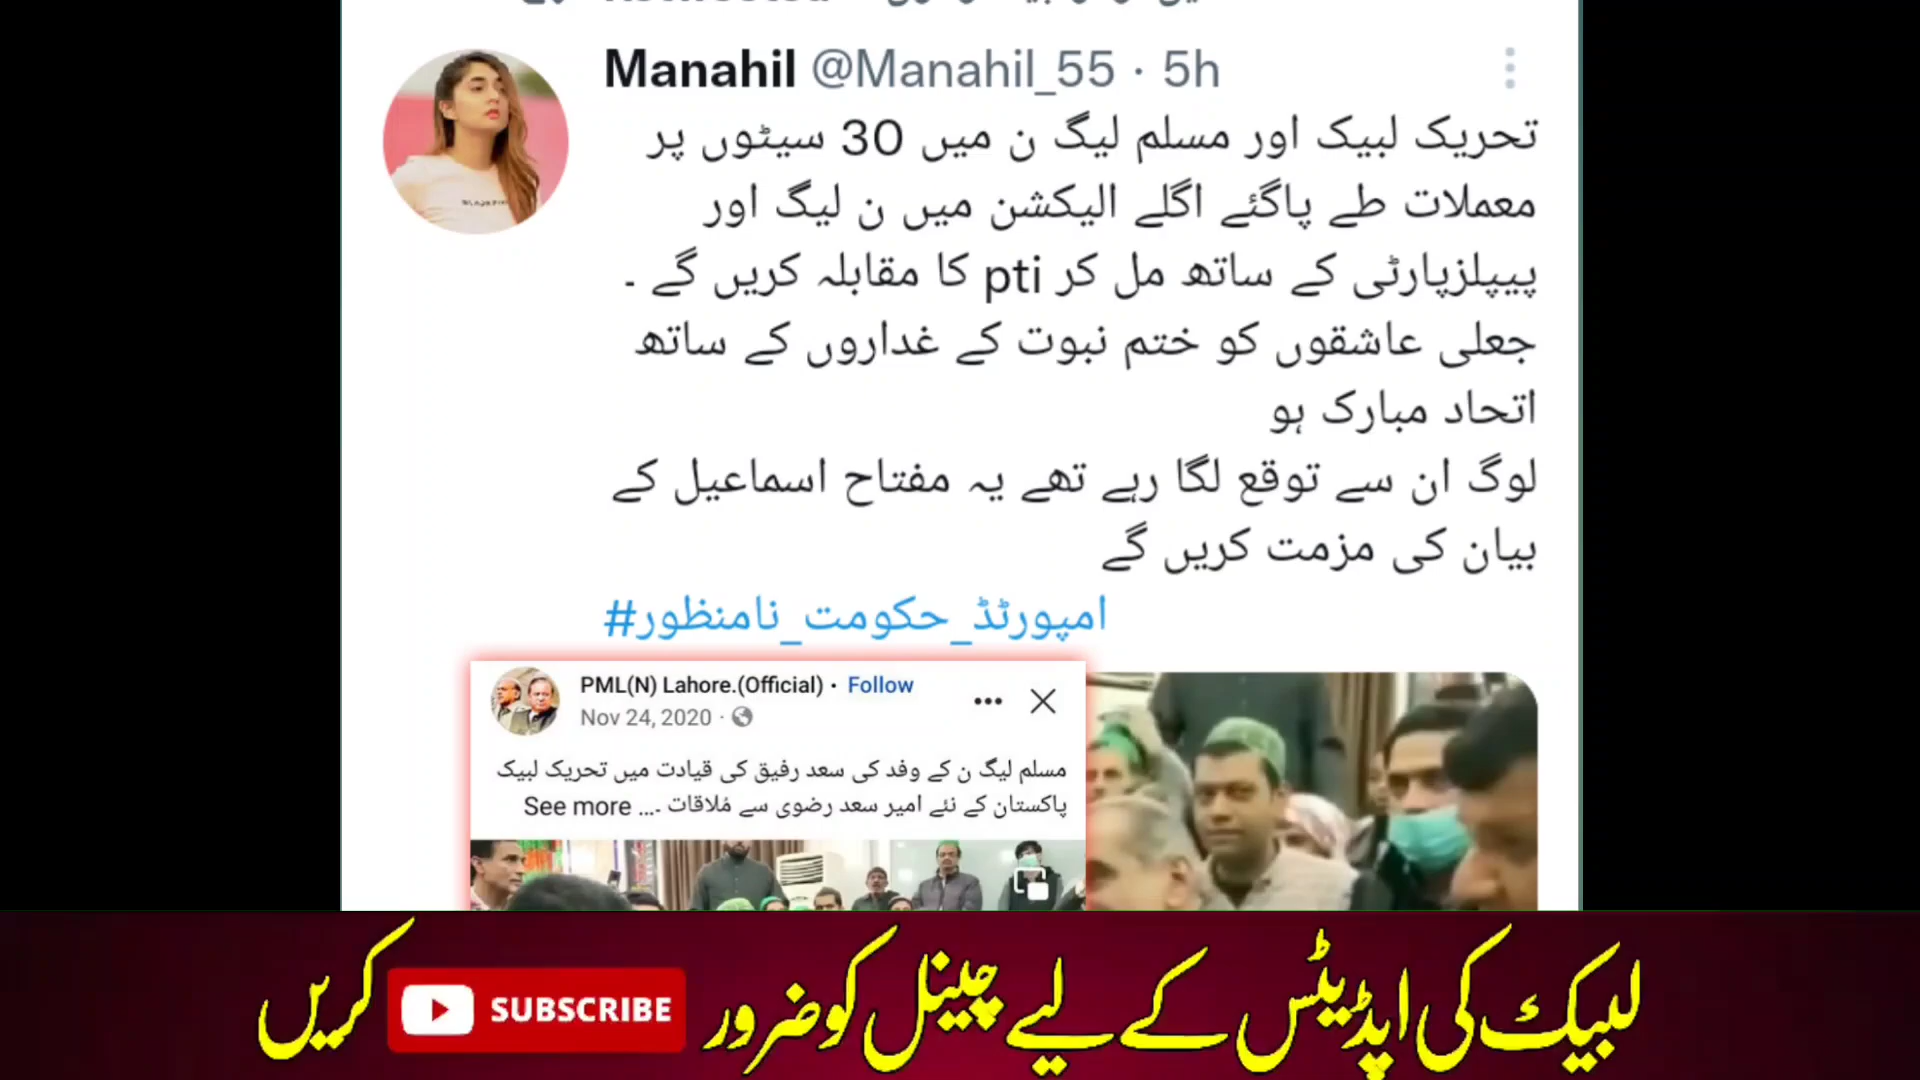 Manahil @Manahil_55 · 5h
تحریک لبیک اور مسلم لیگ ن میں 30 سیٹوں پر
معملات طے پاگئے اگلے الیکشن میں ن لیگ اور
پیپلزپارٹی کے ساتھ مل کر pti کا مقابلہ کریں گے ۔
جعلی عاشقوں کو ختم نبوت کے غداروں کے ساتھ
اتحاد مبارک ہو
لوگ ان سے توقع لگا رہے تھے یہ مفتاح اسماعیل کے
بیان کی مزمت کریں گے
#امپورٹڈ_حکومت_نامنظور
PML(N) Lahore.(Official) · Follow
Nov 24, 2020 ·
مسلم لیگ ن کے وفد کی سعد رفیق کی قیادت میں تحریک لبیک
پاکستان کے نئے امیر سعد رضوی سے مُلاقات ۔... See more
لبیک کی اپڈیٹس کے لیے چینل کو ضرور SUBSCRIBE کریں